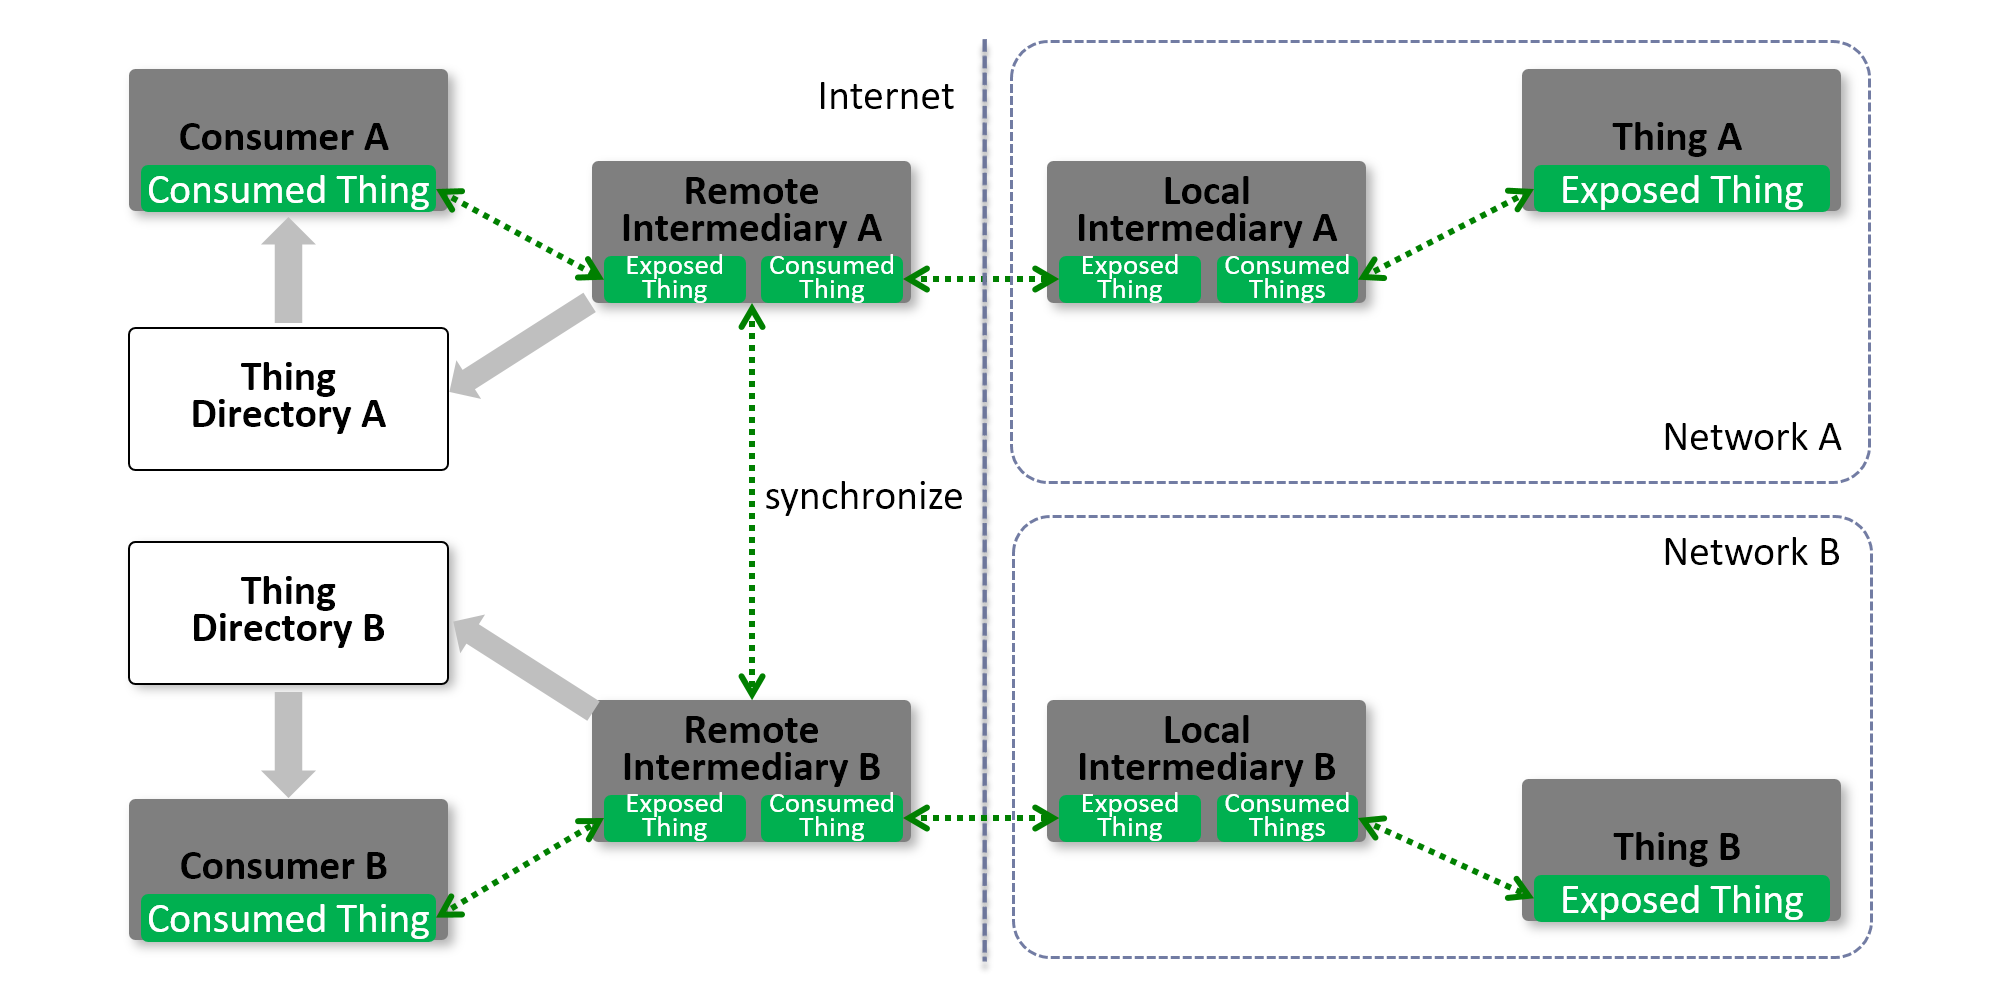 Internet
Consumer A
Consumed Thing
Remote
Intermediary A
Exposed
Thing
Consumed
Thing
Local
Intermediary A
Exposed
Thing
Consumed
Things
Thing A
Exposed Thing
Thing
Directory A
Network A
synchronize
Network B
Thing
Directory B
Remote
Intermediary B
Exposed
Thing
Consumed
Thing
Local
Intermediary B
Exposed
Thing
Consumed
Things
Thing B
Exposed Thing
Consumer B
Consumed Thing